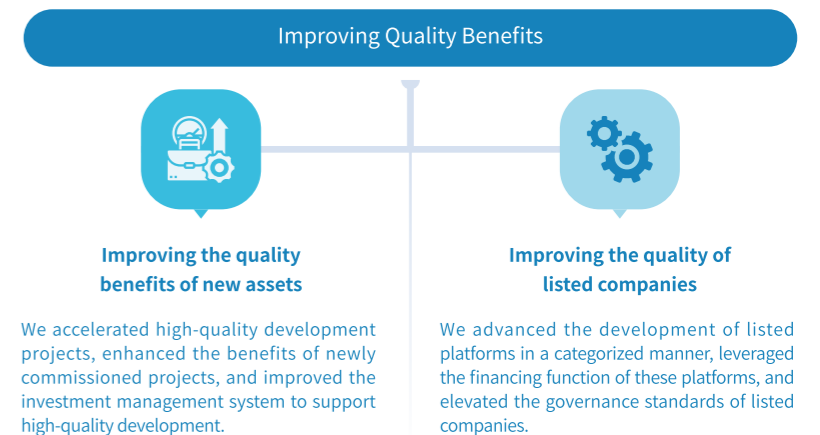 Improving Quality Benefits
Improving the quality
benefits of new assets
We accelerated high-quality development
projects, enhanced the benefits of newly
commissioned projects, and improved the
investment management system to support
high-quality development.
Improving the quality of
listed companies
We advanced the development of listed
platforms in a categorized manner, leveraged
the financing function of these platforms, and
elevated the governance standards of listed
companies.